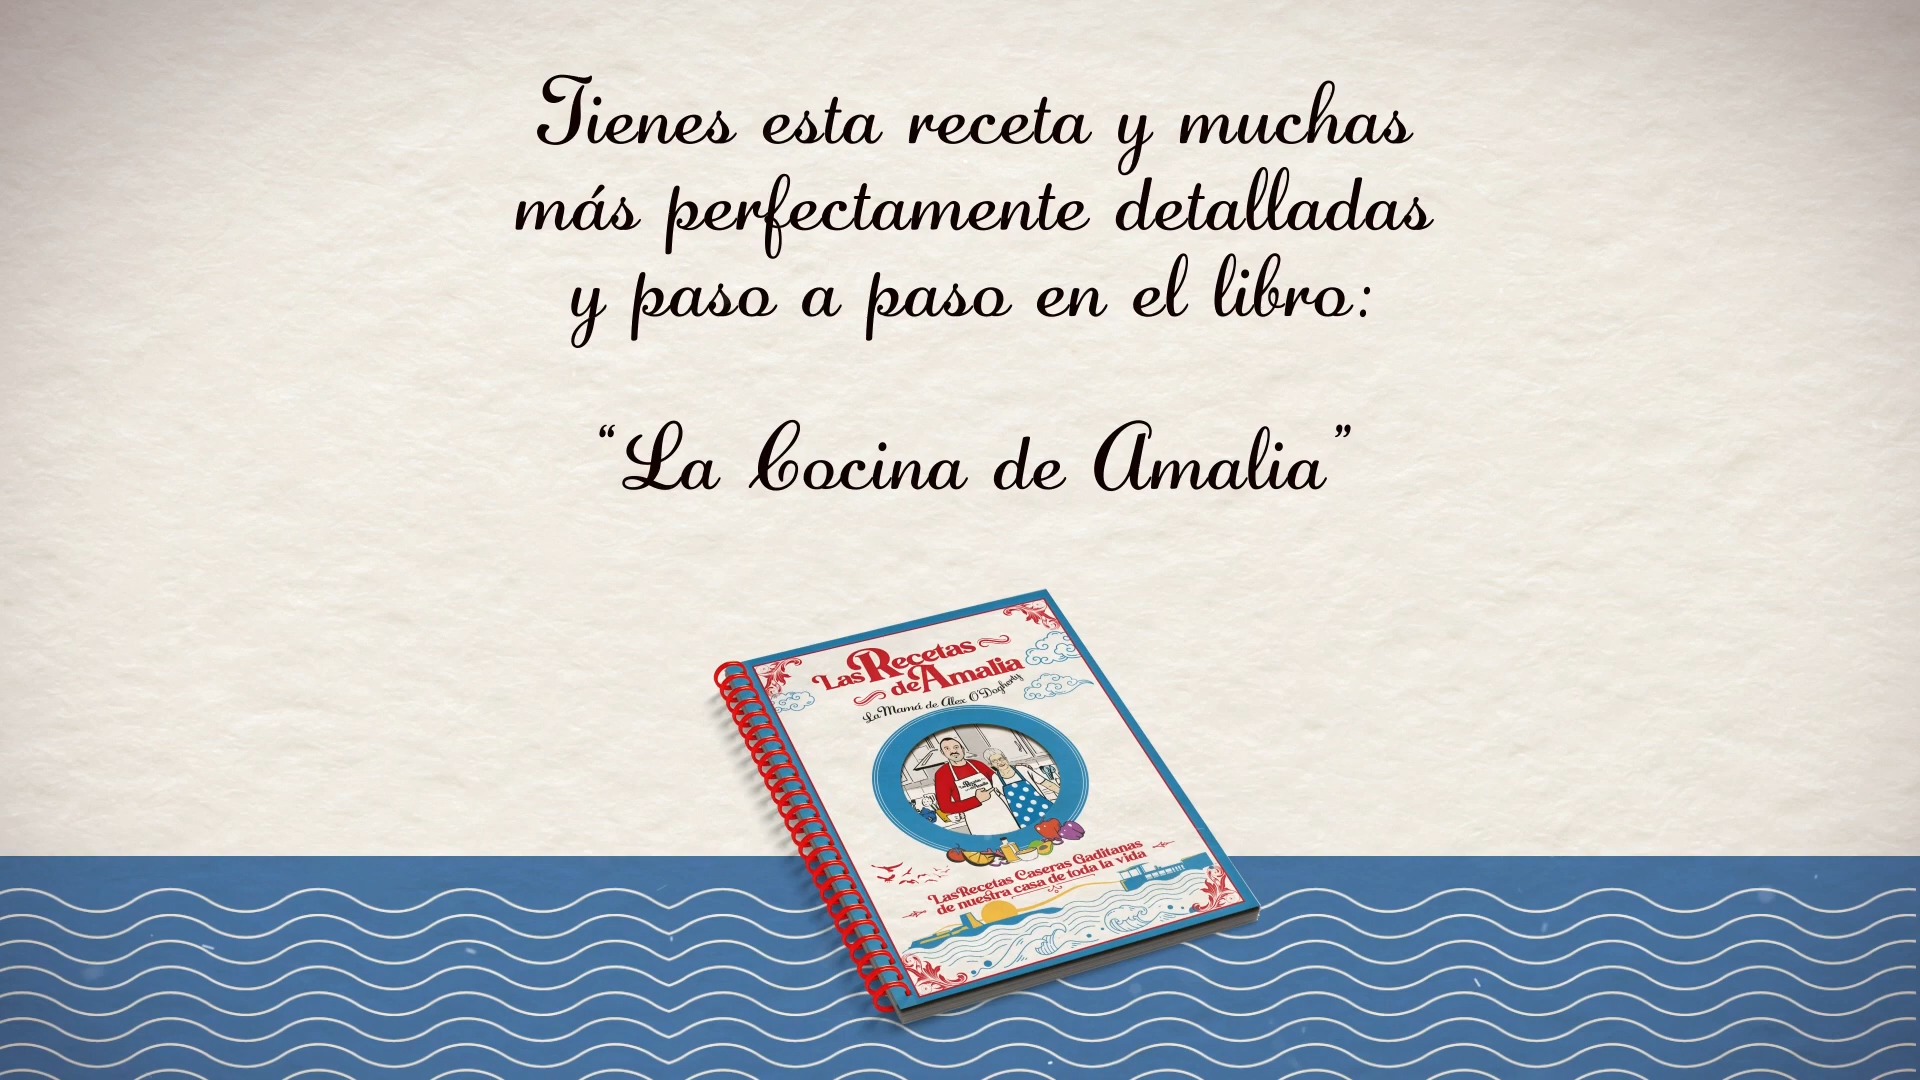 Tienes esta receta y muchas
más perfectamente detalladas
y paso a paso en el libro:
“La Cocina de Amalia”
Las Recetas
de Amalia
La Mamá de Alex O'Dogherty
Las Recetas Caseras Gaditanas
de nuestra casa de toda la vida